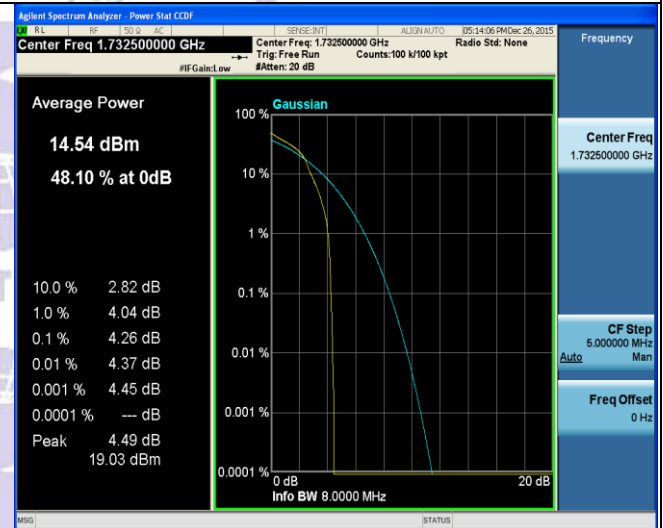 Agilent Spectrum Analyzer - Power Stat CCDF
RL RF 50 Ω AC SENSE:INT ALIGN AUTO 05:14:06 PM Dec 26, 2015
Center Freq 1.732500000 GHz
Center Freq: 1.732500000 GHz Radio Std: None
Trig: Free Run Counts:100 k/100 kpt
#IFGain:Low #Atten: 20 dB
Frequency
Average Power
14.54 dBm
48.10 % at 0dB
10.0 % 2.82 dB
1.0 % 4.04 dB
0.1 % 4.26 dB
0.01 % 4.37 dB
0.001 % 4.45 dB
0.0001 % --- dB
Peak 4.49 dB
19.03 dBm
Gaussian
100 %
10 %
1 %
0.1 %
0.01 %
0.001 %
0.0001 %
0 dB 20 dB
Info BW 8.0000 MHz
Center Freq
1.732500000 GHz
CF Step
5.000000 MHz
Auto Man
Freq Offset
0 Hz
MSG STATUS